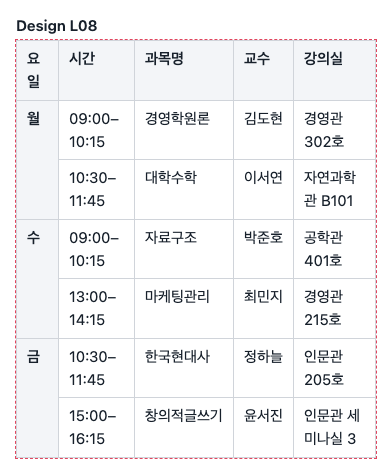 Design L08
요일 시간 과목명 교수 강의실
월 09:00–10:15 경영학원론 김도현 경영관 302호
10:30–11:45 대학수학 이서연 자연과학관 B101
수 09:00–10:15 자료구조 박준호 공학관 401호
13:00–14:15 마케팅관리 최민지 경영관 215호
금 10:30–11:45 한국현대사 정하늘 인문관 205호
15:00–16:15 창의적글쓰기 윤서진 인문관 세미나실 3